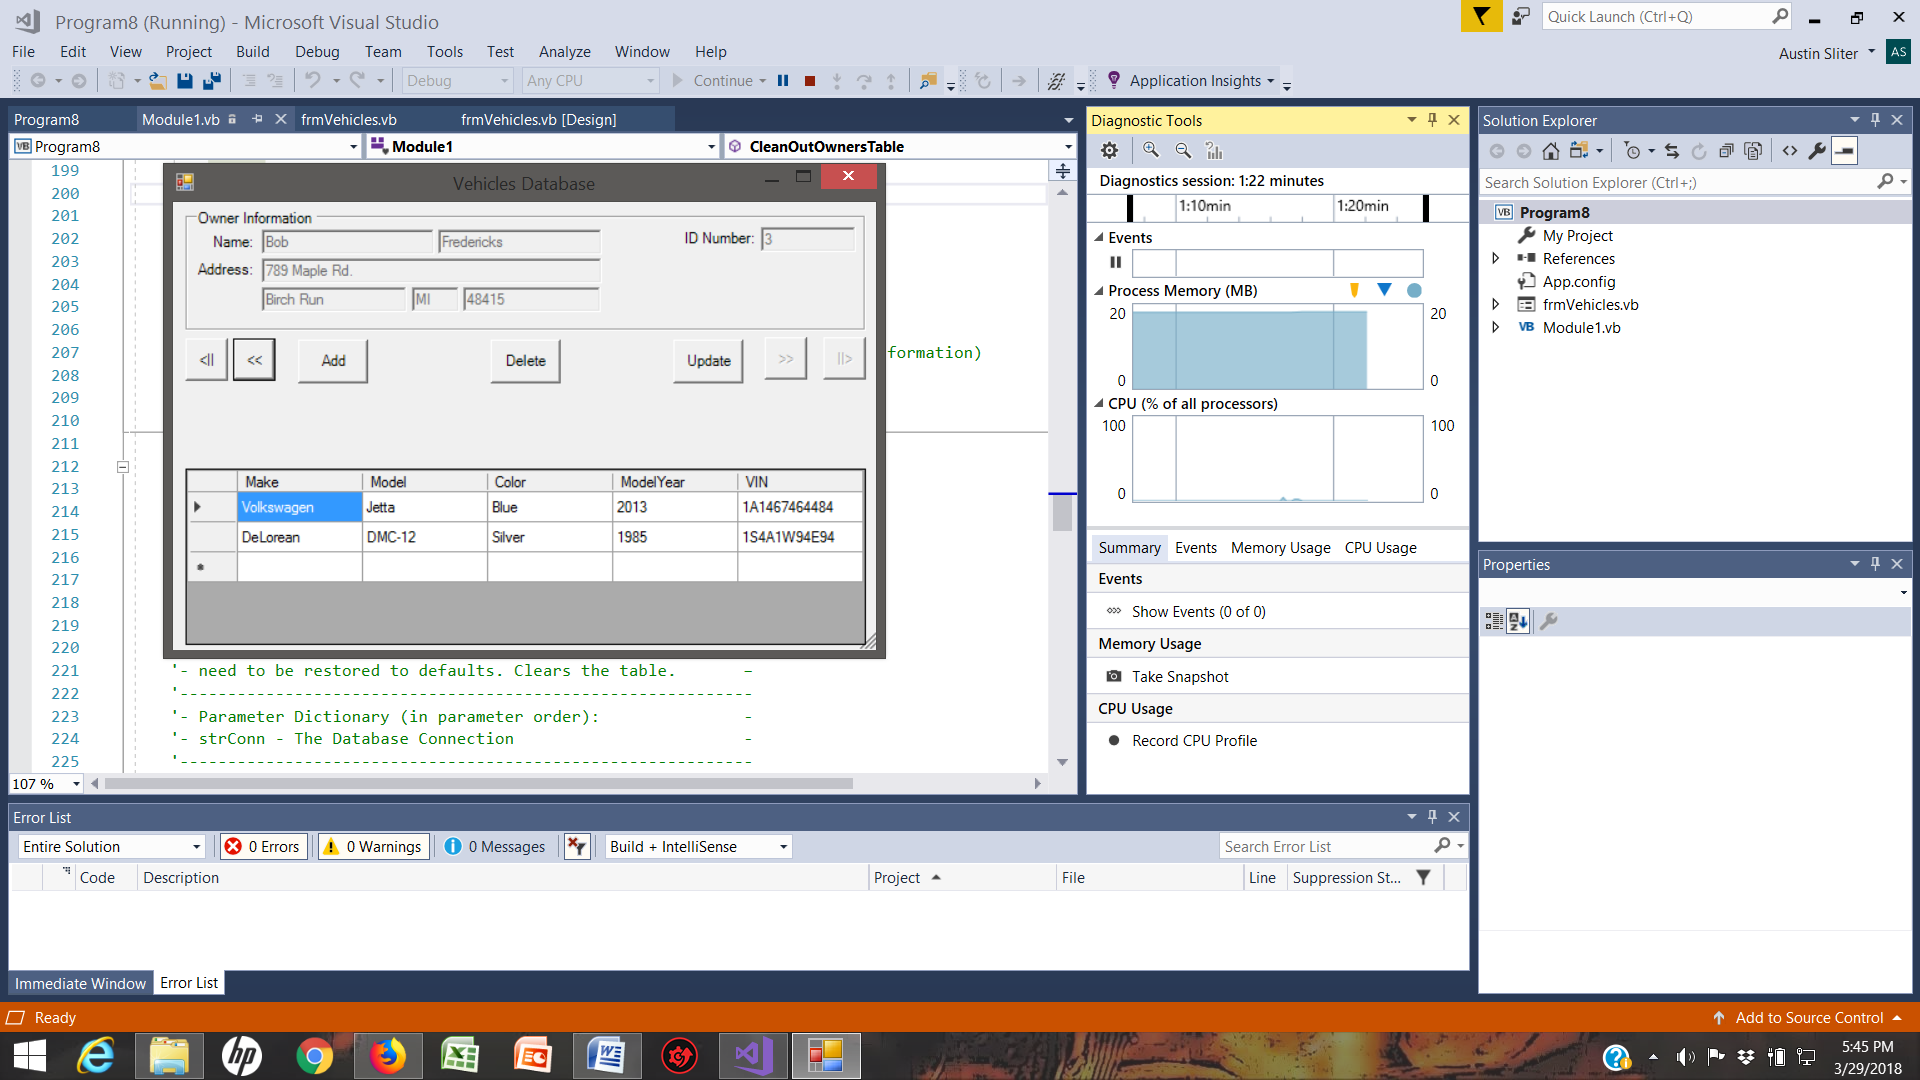 Program8 (Running) - Microsoft Visual Studio
Quick Launch (Ctrl+Q)
File Edit View Project Build Debug Team Tools Test Analyze Window Help
Austin Sliter AS
Debug Any CPU Continue Application Insights
Program8 Module1.vb frmVehicles.vb frmVehicles.vb [Design]
VB Program8 Module1 CleanOutOwnersTable
199
200
201
202
203
204
205
206
207 formation)
208
209
210
211
212
213
214
215
216
217
218
219
220
221 '- need to be restored to defaults. Clears the table. -
222 '------------------------------------------------------------
223 '- Parameter Dictionary (in parameter order): -
224 '- strConn - The Database Connection -
225 '------------------------------------------------------------
107 %
Vehicles Database
Owner Information
Name: Bob Fredericks ID Number: 3
Address: 789 Maple Rd.
Birch Run MI 48415
<|| << Add Delete Update >> ||>
Make Model Color ModelYear VIN
Volkswagen Jetta Blue 2013 1A1467464484
DeLorean DMC-12 Silver 1985 1S4A1W94E94
Diagnostic Tools
Diagnostics session: 1:22 minutes
1:10min 1:20min
Events
Process Memory (MB)
20 20
0 0
CPU (% of all processors)
100 100
0 0
Summary Events Memory Usage CPU Usage
Events
Show Events (0 of 0)
Memory Usage
Take Snapshot
CPU Usage
Record CPU Profile
Solution Explorer
Search Solution Explorer (Ctrl+;)
VB Program8
My Project
References
App.config
frmVehicles.vb
VB Module1.vb
Properties
Error List
Entire Solution 0 Errors 0 Warnings 0 Messages Build + IntelliSense Search Error List
Code Description Project File Line Suppression St...
Immediate Window Error List
Ready Add to Source Control
5:45 PM
3/29/2018